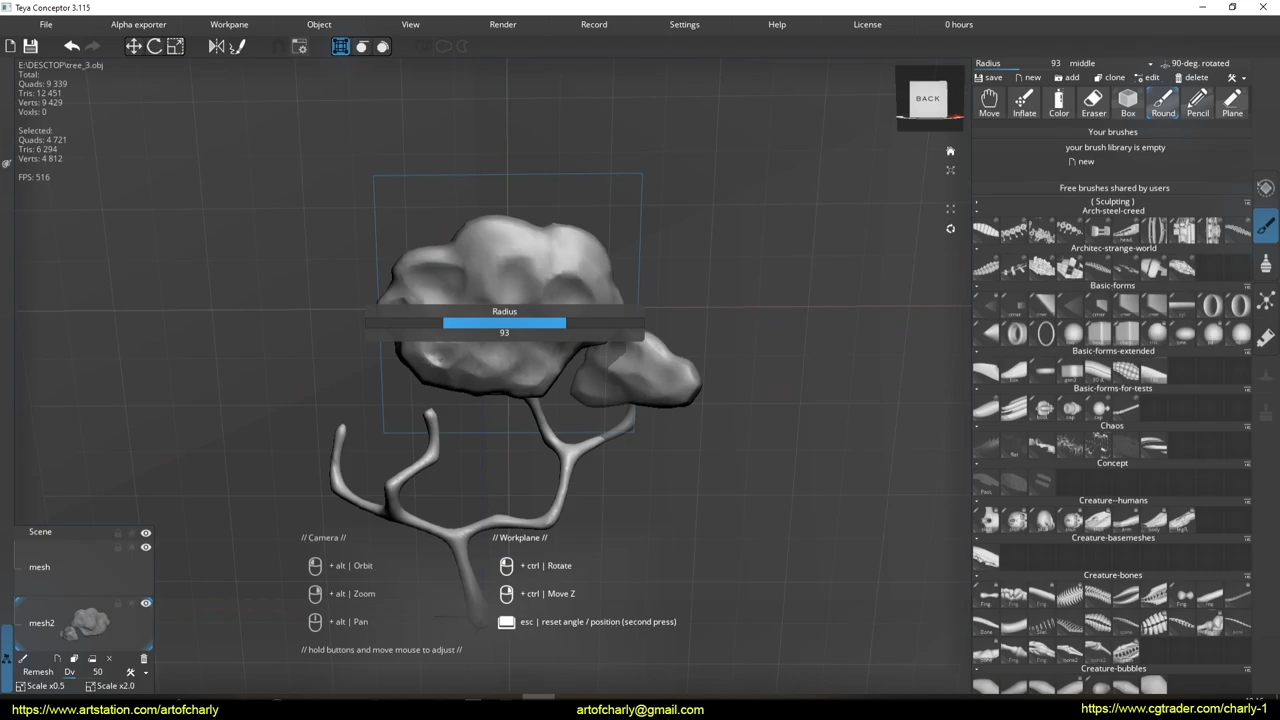 Teya Conceptor 3.115
File Alpha exporter Workpane Object View Render Record Settings Help License 0 hours
E:\DESCTOP\tree_3.obj
Total:
Quads: 9 339
Tris: 12 451
Verts: 9 429
Voxls: 0
Selected:
Quads: 4 721
Tris: 6 294
Verts: 4 812
FPS: 516
BACK
Radius
93
// Camera //
+ alt | Orbit
+ alt | Zoom
+ alt | Pan
// Workplane //
+ ctrl | Rotate
+ ctrl | Move Z
esc | reset angle / position (second press)
// hold buttons and move mouse to adjust //
Scene
mesh
mesh2
Remesh Dv 50
Scale x0.5 Scale x2.0
Radius 93 middle 90-deg. rotated
save new add clone edit delete
Move Inflate Color Eraser Box Round Pencil Plane
Your brushes
your brush library is empty
new
Free brushes shared by users
( Sculpting )
Arch-steel-creed
Architec-strange-world
Basic-forms
Basic-forms-extended
Basic-forms-for-tests
Chaos
Concept
Creature--humans
Creature-basemeshes
Creature-bones
Creature-bubbles
https://www.artstation.com/artofcharly
artofcharly@gmail.com
https://www.cgtrader.com/charly-1